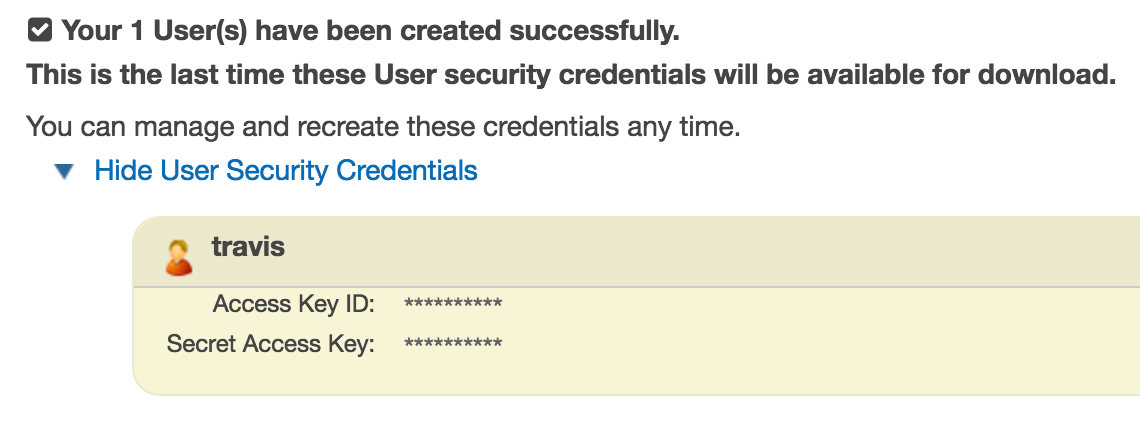 Your 1 User(s) have been created successfully.
This is the last time these User security credentials will be available for download.
You can manage and recreate these credentials any time.
Hide User Security Credentials
travis
Access Key ID: **********
Secret Access Key: **********